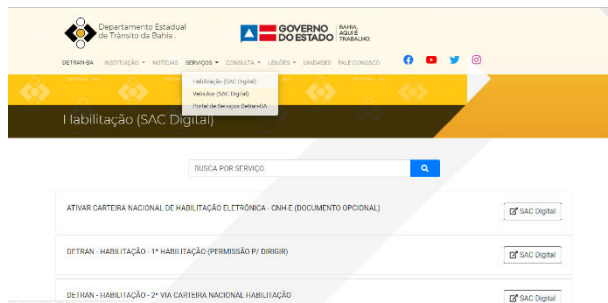 Departamento Estadual
de Trânsito da Bahia.
GOVERNO
DO ESTADO
BAHIA.
AQUI É
TRABALHO.
DETRAN-BA INSTITUIÇÃO NOTÍCIAS SERVIÇOS CONSULTA LEILÕES UNIDADES FALE CONOSCO
Habilitação (SAC Digital)
Veículos (SAC Digital)
Portal de Serviços Detran-BA
Habilitação (SAC Digital)
BUSCA POR SERVIÇO
ATIVAR CARTEIRA NACIONAL DE HABILITAÇÃO ELETRÔNICA - CNH-E (DOCUMENTO OPCIONAL)
SAC Digital
DETRAN - HABILITAÇÃO - 1ª HABILITAÇÃO (PERMISSÃO P/ DIRIGIR)
SAC Digital
DETRAN - HABILITAÇÃO - 2ª VIA CARTEIRA NACIONAL HABILITAÇÃO
SAC Digital